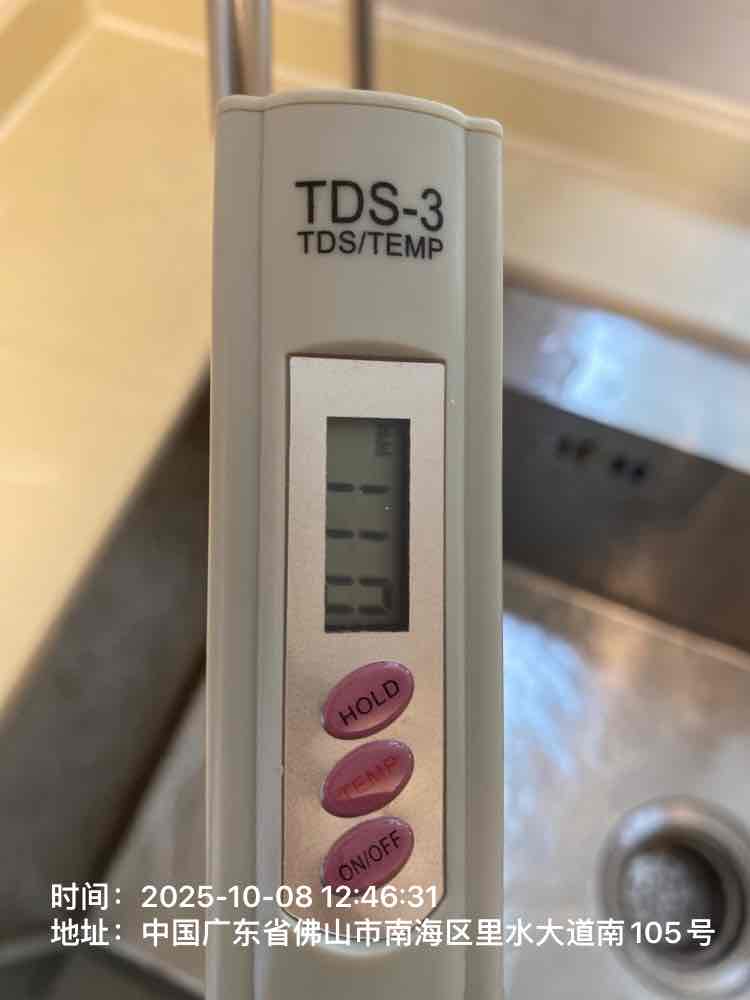 TDS-3
TDS/TEMP
HOLD
TEMP
ON/OFF
时间：2025-10-08 12:46:31
地址：中国广东省佛山市南海区里水大道南105号